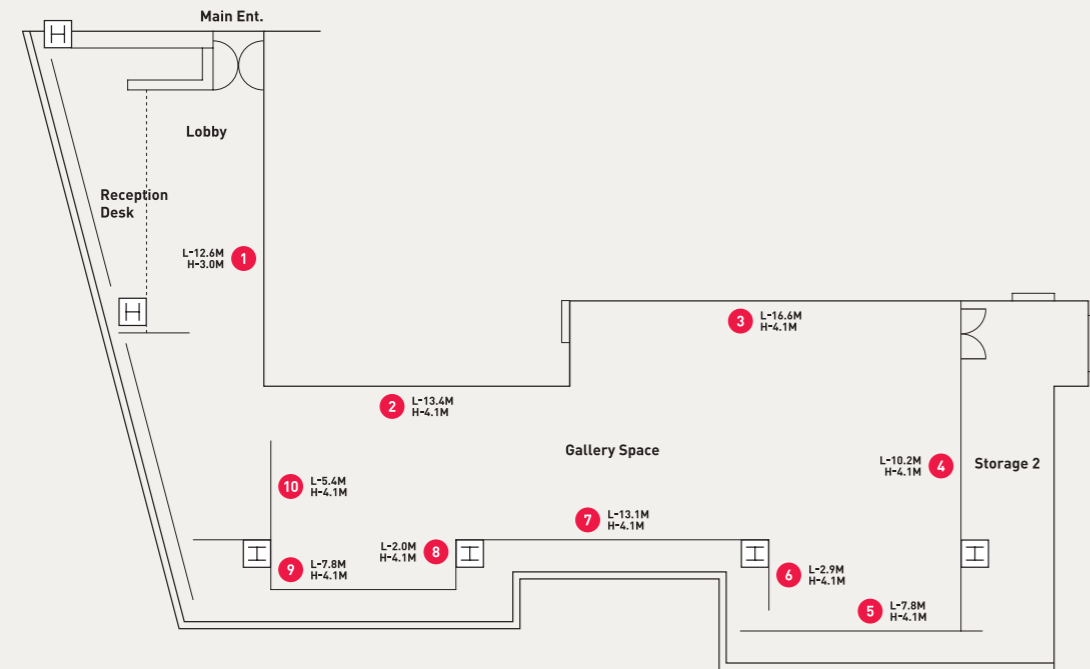 Main Ent.
H
Lobby
Reception
Desk
L-12.6M
H-3.0M
1
H
3
L-16.6M
H-4.1M
2
L-13.4M
H-4.1M
Gallery Space
L-10.2M
H-4.1M
4
Storage 2
10
L-5.4M
H-4.1M
7
L-13.1M
H-4.1M
L-2.0M
H-4.1M
8
9
L-7.8M
H-4.1M
6
L-2.9M
H-4.1M
5
L-7.8M
H-4.1M